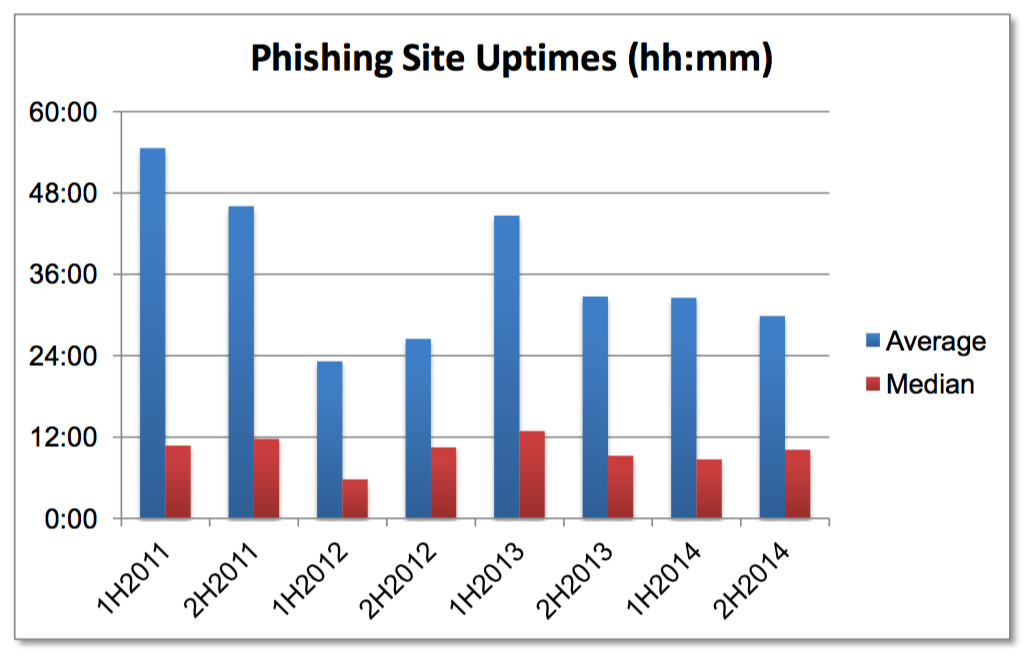 Phishing Site Uptimes (hh:mm)
60:00
48:00
36:00
24:00
12:00
0:00
1H2011
2H2011
1H2012
2H2012
1H2013
2H2013
1H2014
2H2014
Average
Median